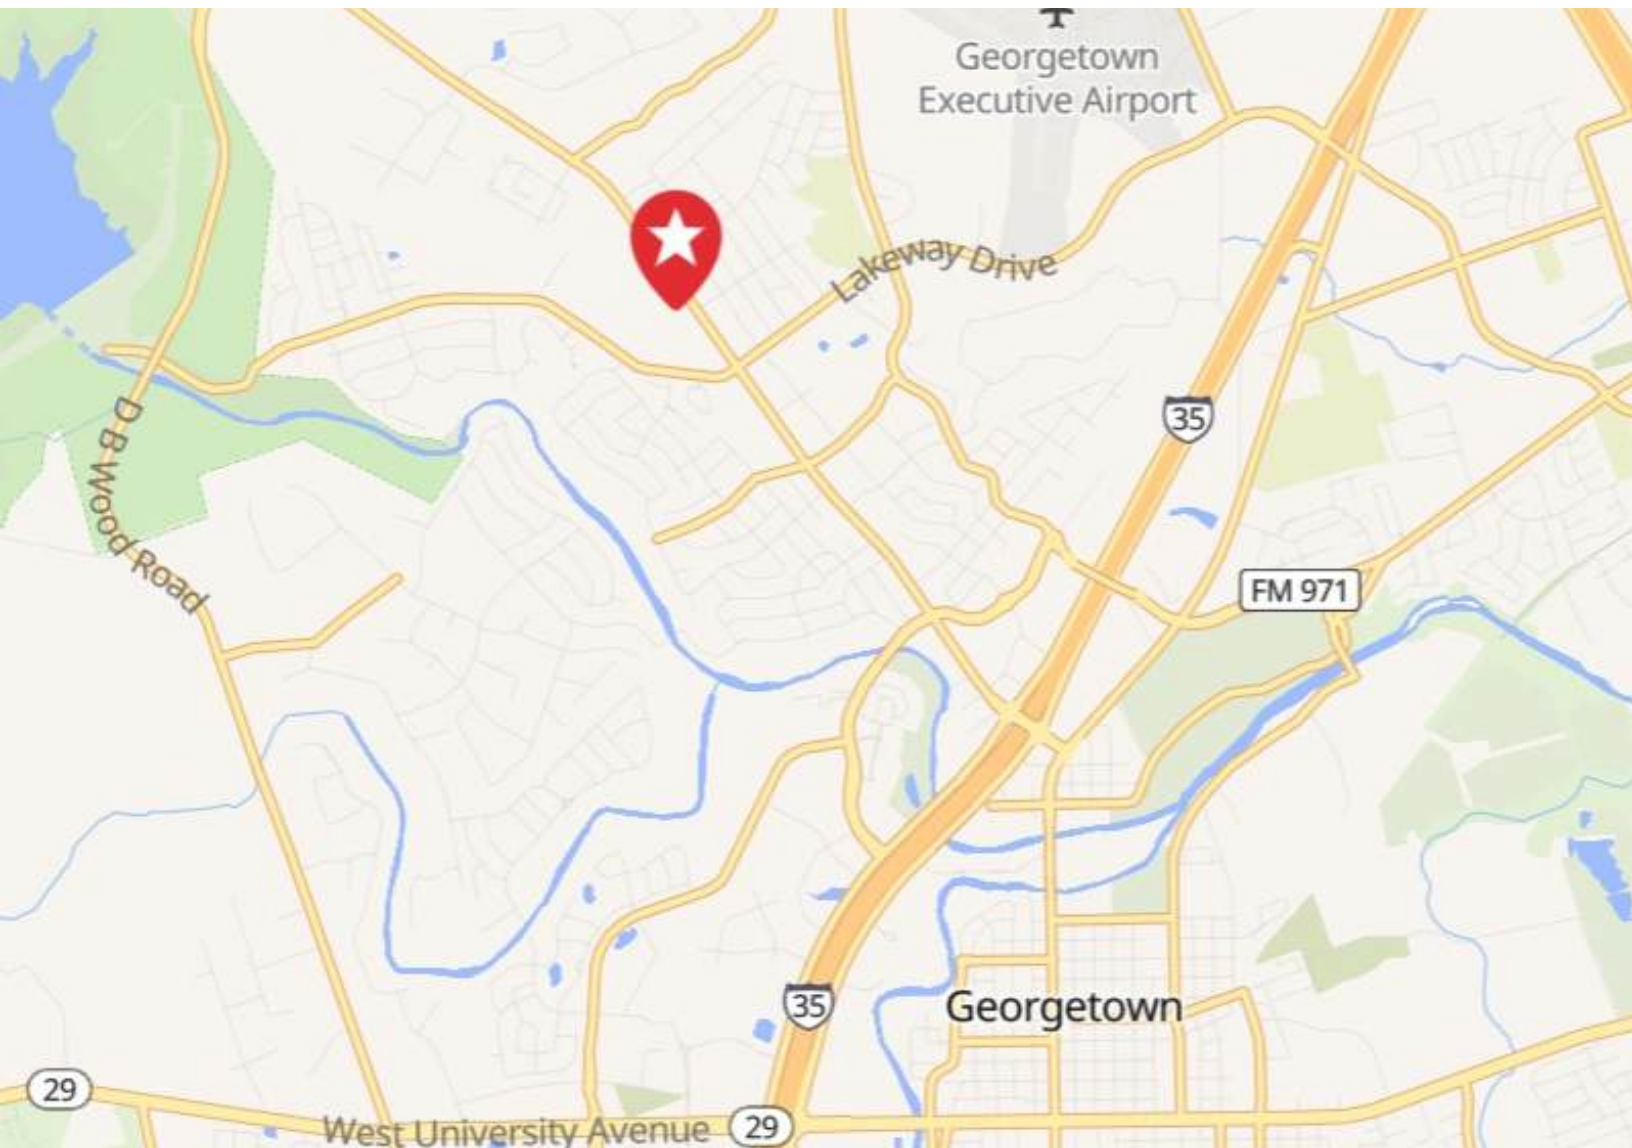 Georgetown
Executive Airport
Lakeway Drive
35
D B Wood Road
FM 971
35
Georgetown
29
West University Avenue
29